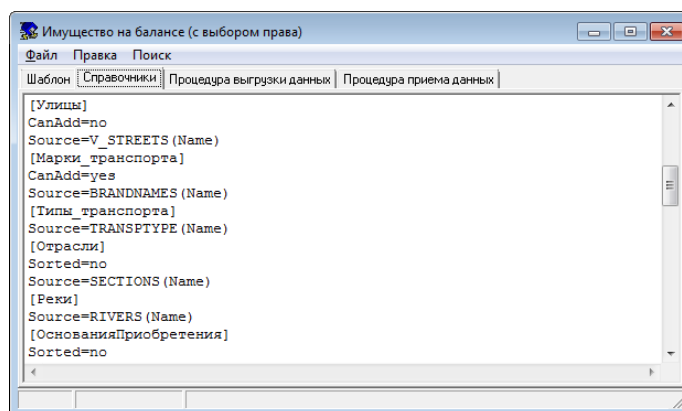 Имущество на балансе (с выбором права)
Файл Правка Поиск
Шаблон Справочники Процедура выгрузки данных Процедура приема данных
[Улицы]
CanAdd=no
Source=V_STREETS(Name)
[Марки_транспорта]
CanAdd=yes
Source=BRANDNAMES(Name)
[Типы_транспорта]
Source=TRANSPTYPE(Name)
[Отрасли]
Sorted=no
Source=SECTIONS(Name)
[Реки]
Source=RIVERS(Name)
[ОснованияПриобретения]
Sorted=no